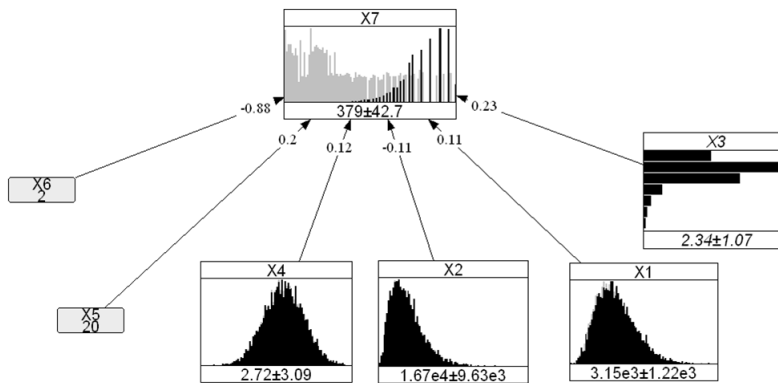 X7
379±42.7
-0.88
0.2
0.12
-0.11
0.11
0.23
X3
2.34±1.07
X6
2
X5
20
X4
2.72±3.09
X2
1.67e4±9.63e3
X1
3.15e3±1.22e3